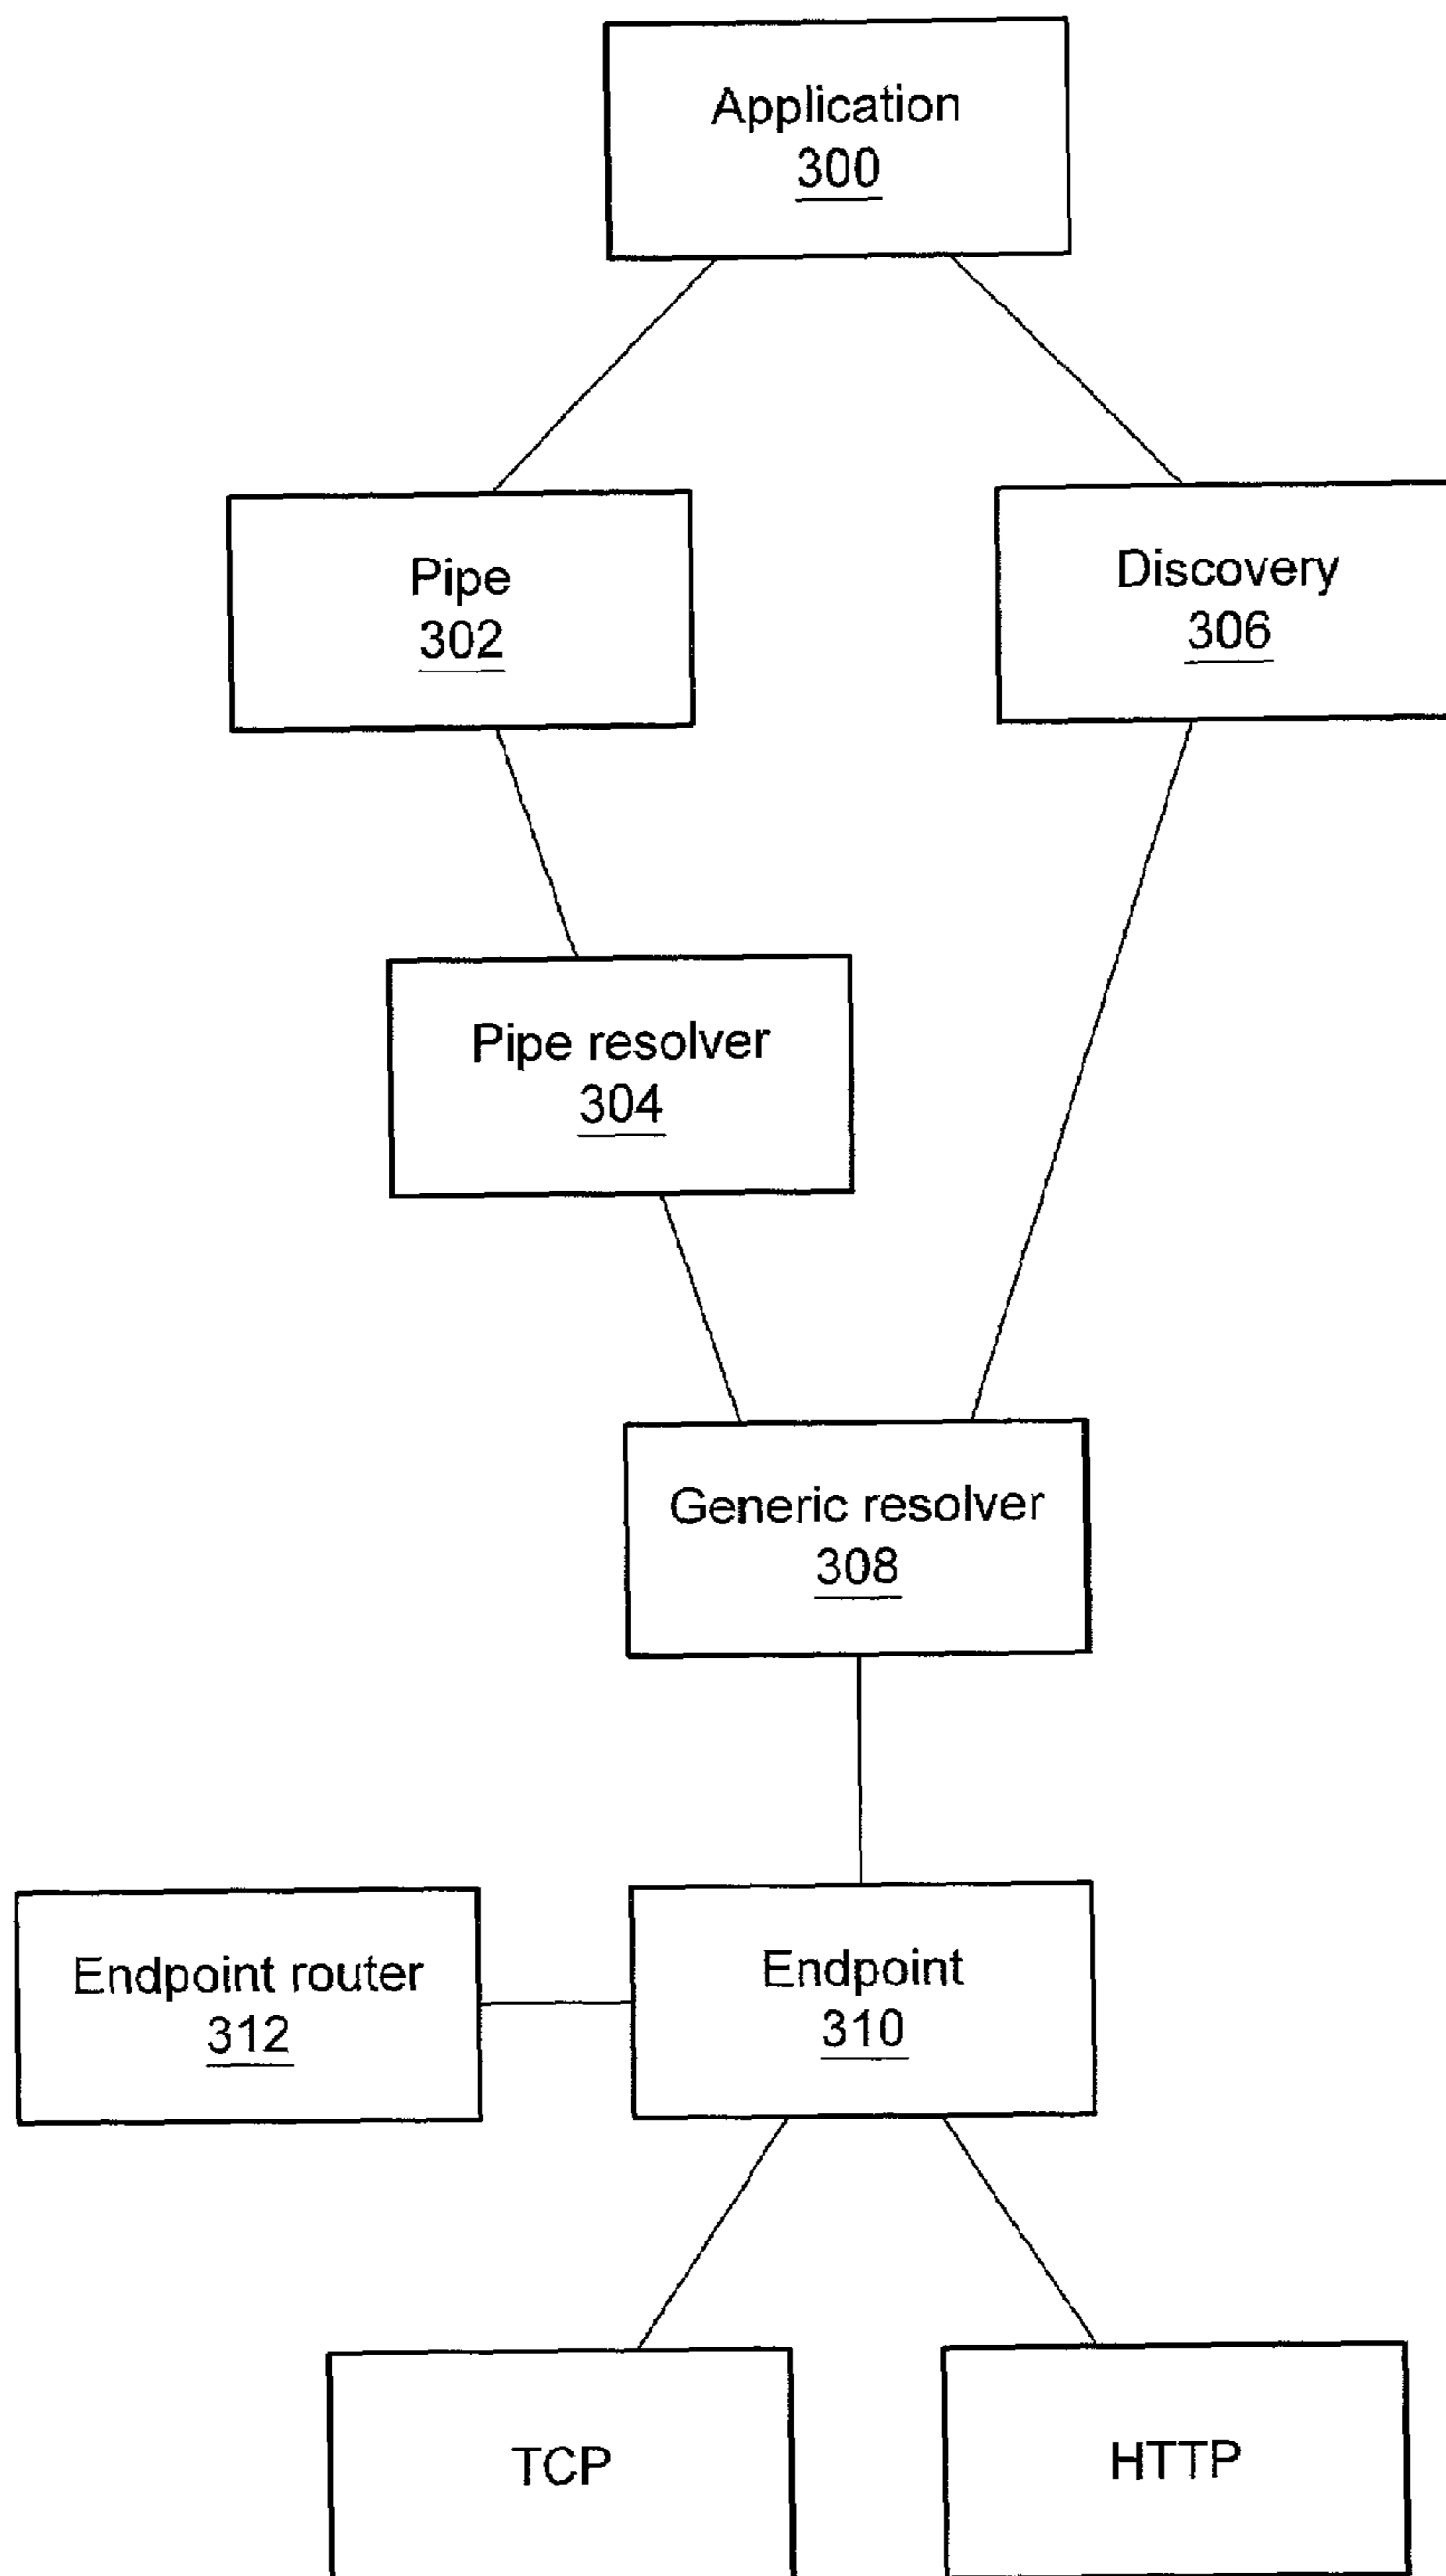 Application
300
Pipe
302
Discovery
306
Pipe resolver
304
Generic resolver
308
Endpoint router
312
Endpoint
310
TCP
HTTP